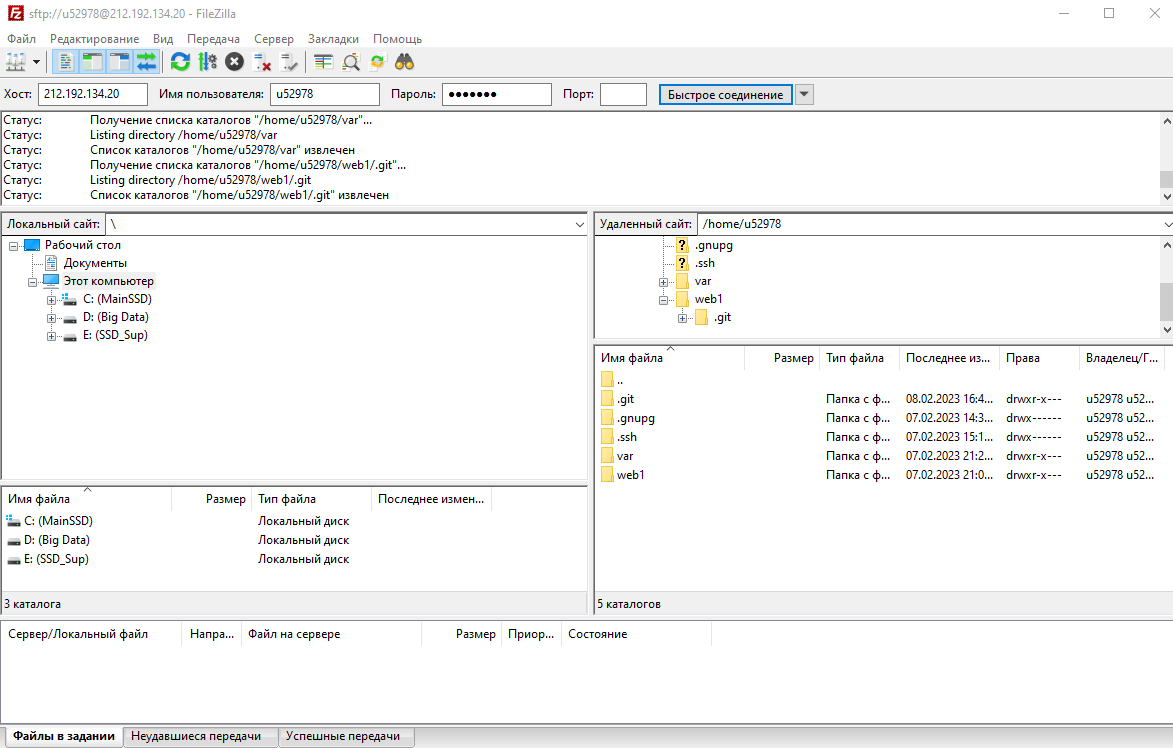 sftp://u52978@212.192.134.20 - FileZilla
Файл Редактирование Вид Передача Сервер Закладки Помощь
Хост: 212.192.134.20 Имя пользователя: u52978 Пароль: ●●●●●●● Порт: Быстрое соединение
Статус: Получение списка каталогов "/home/u52978/var"...
Статус: Listing directory /home/u52978/var
Статус: Список каталогов "/home/u52978/var" извлечен
Статус: Получение списка каталогов "/home/u52978/web1/.git"...
Статус: Listing directory /home/u52978/web1/.git
Статус: Список каталогов "/home/u52978/web1/.git" извлечен
Локальный сайт: \
Рабочий стол
Документы
Этот компьютер
C: (MainSSD)
D: (Big Data)
E: (SSD_Sup)
Имя файла Размер Тип файла Последнее измен...
C: (MainSSD) Локальный диск
D: (Big Data) Локальный диск
E: (SSD_Sup) Локальный диск
3 каталога
Удаленный сайт: /home/u52978
.gnupg
.ssh
var
web1
.git
Имя файла Размер Тип файла Последнее из... Права Владелец/Г...
..
.git Папка с ф... 08.02.2023 16:4... drwxr-x--- u52978 u52...
.gnupg Папка с ф... 07.02.2023 14:3... drwx------ u52978 u52...
.ssh Папка с ф... 07.02.2023 15:1... drwx------ u52978 u52...
var Папка с ф... 07.02.2023 21:2... drwxr-x--- u52978 u52...
web1 Папка с ф... 07.02.2023 21:0... drwxr-x--- u52978 u52...
5 каталогов
Сервер/Локальный файл Напра... Файл на сервере Размер Приор... Состояние
Файлы в задании Неудавшиеся передачи Успешные передачи